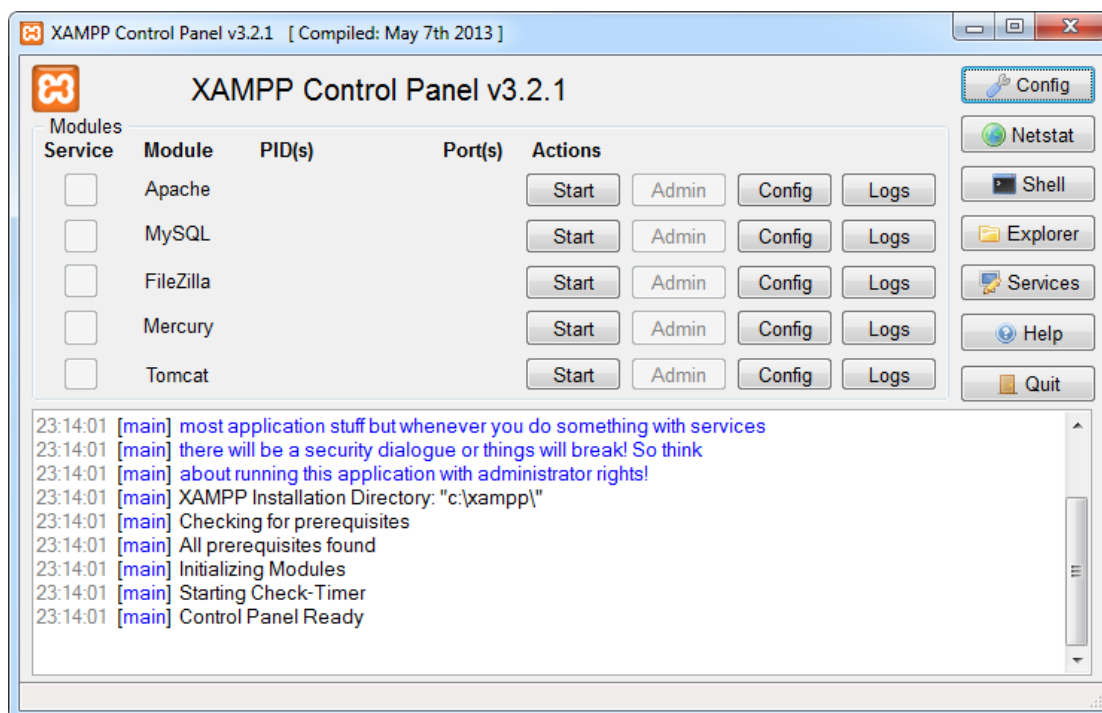 XAMPP Control Panel v3.2.1 [ Compiled: May 7th 2013 ]
XAMPP Control Panel v3.2.1
Config
Modules
Netstat
Service Module PID(s) Port(s) Actions
Apache Start Admin Config Logs
Shell
MySQL Start Admin Config Logs
Explorer
FileZilla Start Admin Config Logs
Services
Mercury Start Admin Config Logs
Help
Tomcat Start Admin Config Logs
Quit
23:14:01 [main] most application stuff but whenever you do something with services
23:14:01 [main] there will be a security dialogue or things will break! So think
23:14:01 [main] about running this application with administrator rights!
23:14:01 [main] XAMPP Installation Directory: "c:\xampp\"
23:14:01 [main] Checking for prerequisites
23:14:01 [main] All prerequisites found
23:14:01 [main] Initializing Modules
23:14:01 [main] Starting Check-Timer
23:14:01 [main] Control Panel Ready